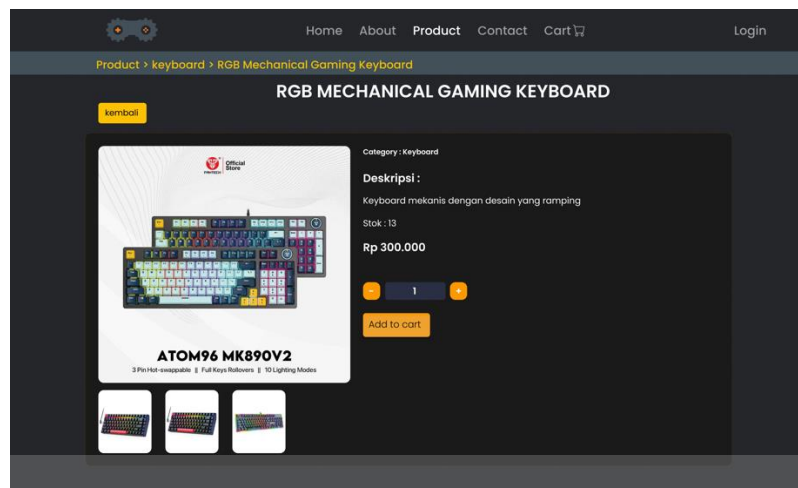 Home About Product Contact Cart Login
Product > keyboard > RGB Mechanical Gaming Keyboard
RGB MECHANICAL GAMING KEYBOARD
kembali
FANTECH Official Store
ATOM96 MK890V2
3 Pin Hot-swappable || Full Keys Rollovers || 10 Lighting Modes
Category : Keyboard
Deskripsi :
Keyboard mekanis dengan desain yang ramping
Stok : 13
Rp 300.000
- 1 +
Add to cart